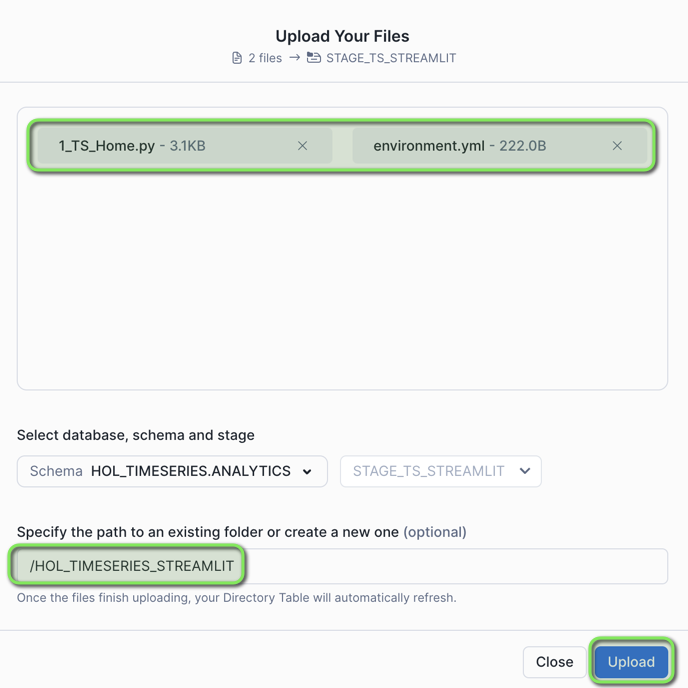 Upload Your Files
2 files → STAGE_TS_STREAMLIT
1_TS_Home.py - 3.1KB
environment.yml - 222.0B
Select database, schema and stage
Schema HOL_TIMESERIES.ANALYTICS
STAGE_TS_STREAMLIT
Specify the path to an existing folder or create a new one (optional)
/HOL_TIMESERIES_STREAMLIT
Once the files finish uploading, your Directory Table will automatically refresh.
Close
Upload